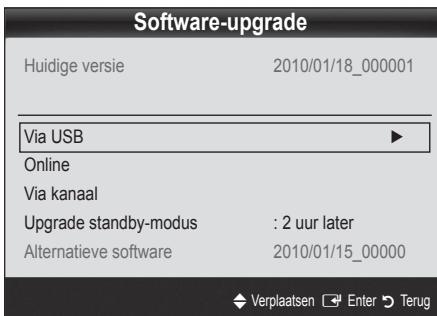 Software-upgrade
Huidige versie 2010/01/18_000001
Via USB ►
Online
Via kanaal
Upgrade standby-modus : 2 uur later
Alternatieve software 2010/01/15_00000
Verplaatsen Enter Terug